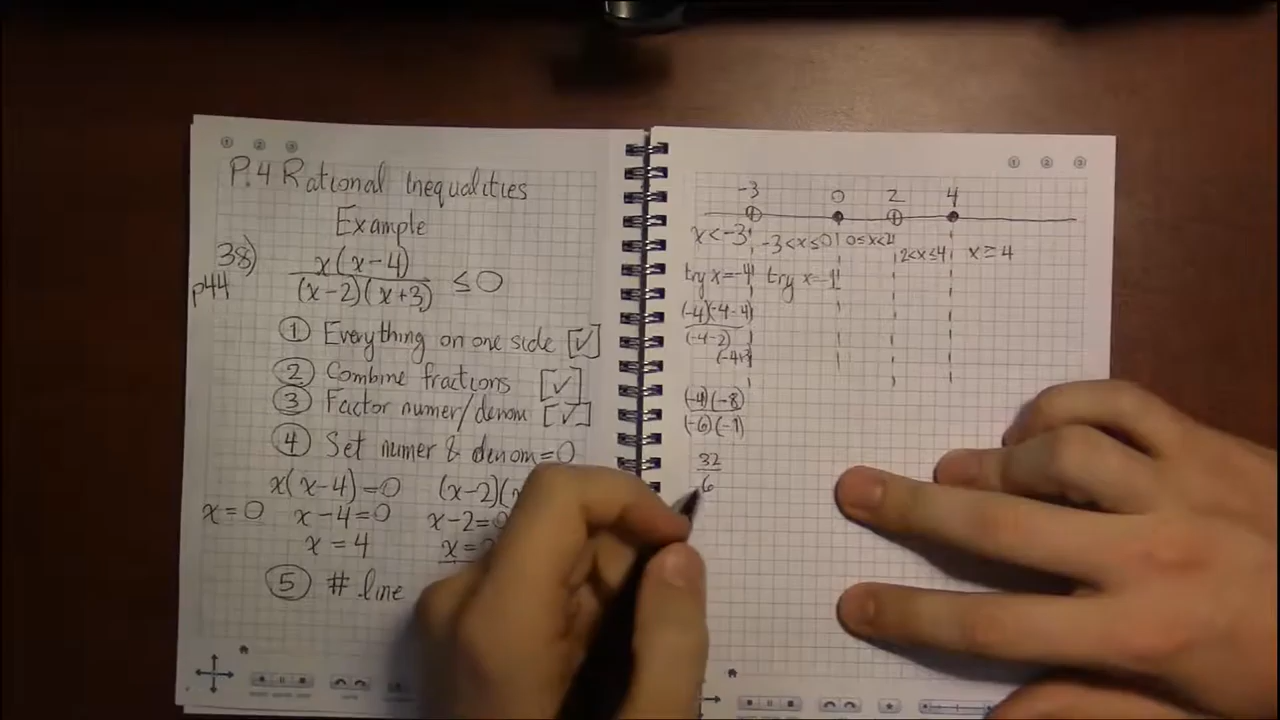 P.4 Rational Inequalities
Example
38)
p44
x(x-4)
(x-2)(x+3)
≤ 0
① Everything on one side [✓]
② Combine fractions [✓]
③ Factor numer/denom [✓]
④ Set numer & denom = 0
x(x-4)=0 (x-2)(
x=0 x-4=0 x-2=0
x=4 x=2
⑤ # line
-3 0 2 4
x<-3 -3<x≤0 0≤x<2 2<x≤4 x≥4
try x=-4 try x=-1
(-4)(-4-4)
(-4-2)
(-4+3)
(-4)(-8)
(-6)(-1)
32
6